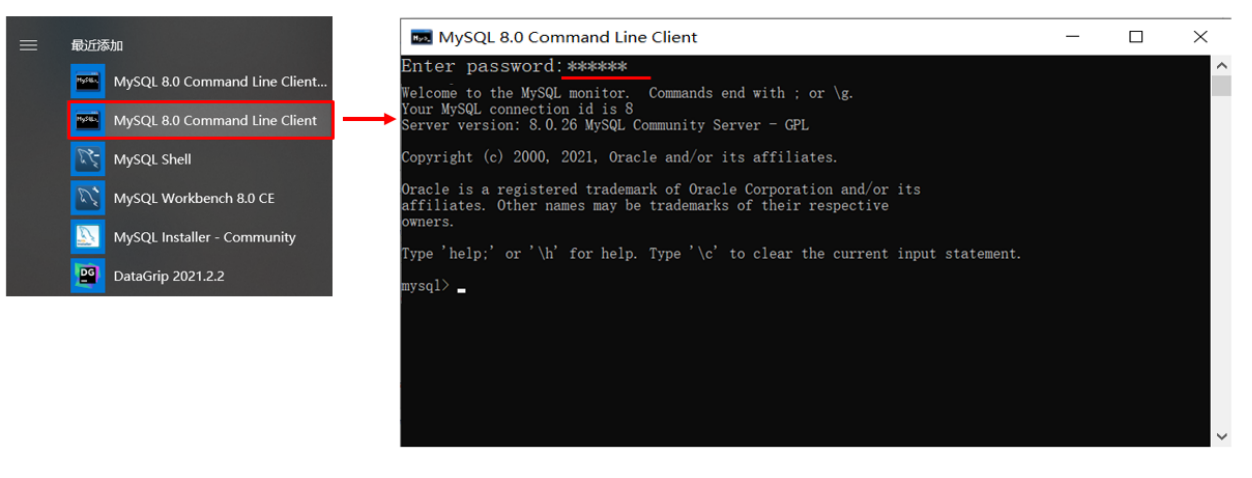 最近添加
MySQL 8.0 Command Line Client...
MySQL 8.0 Command Line Client
MySQL Shell
MySQL Workbench 8.0 CE
MySQL Installer - Community
DG
DataGrip 2021.2.2
MySQL 8.0 Command Line Client
Enter password:******
Welcome to the MySQL monitor.  Commands end with ; or \g.
Your MySQL connection id is 8
Server version: 8.0.26 MySQL Community Server - GPL
Copyright (c) 2000, 2021, Oracle and/or its affiliates.
Oracle is a registered trademark of Oracle Corporation and/or its
affiliates. Other names may be trademarks of their respective
owners.
Type 'help;' or '\h' for help. Type '\c' to clear the current input statement.
mysql>